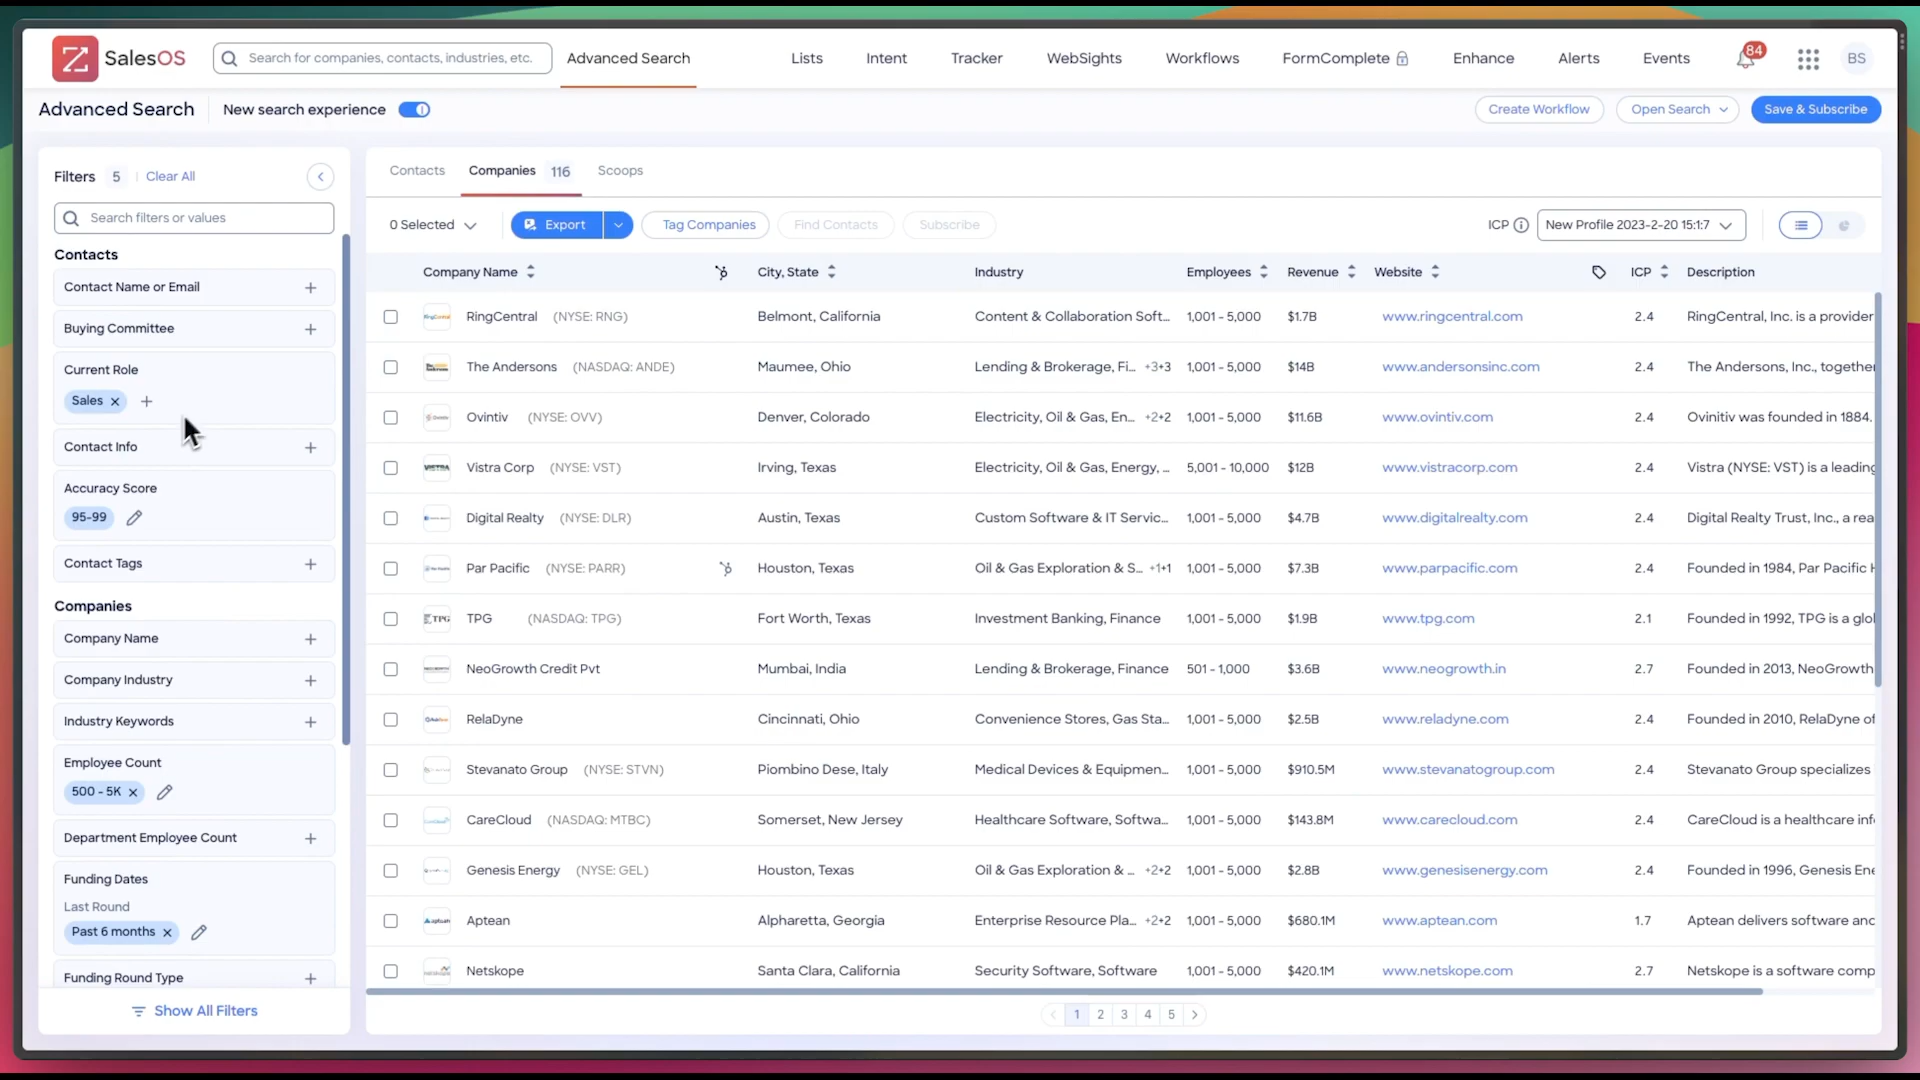 SalesOS Search for companies, contacts, industries, etc. Advanced Search Lists Intent Tracker WebSights Workflows FormComplete Enhance Alerts Events 84 BS
Advanced Search New search experience Create Workflow Open Search Save & Subscribe
Filters 5 Clear All
Search filters or values
Contacts
Contact Name or Email
Buying Committee
Current Role
Sales
Contact Info
Accuracy Score
95-99
Contact Tags
Companies
Company Name
Company Industry
Industry Keywords
Employee Count
500 - 5K
Department Employee Count
Funding Dates
Last Round
Past 6 months
Funding Round Type
Show All Filters
Contacts Companies 116 Scoops
0 Selected Export Tag Companies Find Contacts Subscribe ICP New Profile 2023-2-20 15:1:7
Company Name City, State Industry Employees Revenue Website ICP Description
RingCentral (NYSE: RNG) Belmont, California Content & Collaboration Soft... 1,001 - 5,000 $1.7B www.ringcentral.com 2.4 RingCentral, Inc. is a provider
The Andersons (NASDAQ: ANDE) Maumee, Ohio Lending & Brokerage, Fi... +3+3 1,001 - 5,000 $14B www.andersonsinc.com 2.4 The Andersons, Inc., together
Ovintiv (NYSE: OVV) Denver, Colorado Electricity, Oil & Gas, En... +2+2 1,001 - 5,000 $11.6B www.ovintiv.com 2.4 Ovinitiv was founded in 1884.
Vistra Corp (NYSE: VST) Irving, Texas Electricity, Oil & Gas, Energy, ... 5,001 - 10,000 $12B www.vistracorp.com 2.4 Vistra (NYSE: VST) is a leading
Digital Realty (NYSE: DLR) Austin, Texas Custom Software & IT Servic... 1,001 - 5,000 $4.7B www.digitalrealty.com 2.4 Digital Realty Trust, Inc., a rea
Par Pacific (NYSE: PARR) Houston, Texas Oil & Gas Exploration & S... +1+1 1,001 - 5,000 $7.3B www.parpacific.com 2.4 Founded in 1984, Par Pacific H
TPG (NASDAQ: TPG) Fort Worth, Texas Investment Banking, Finance 1,001 - 5,000 $1.9B www.tpg.com 2.1 Founded in 1992, TPG is a glo
NeoGrowth Credit Pvt Mumbai, India Lending & Brokerage, Finance 501 - 1,000 $3.6B www.neogrowth.in 2.7 Founded in 2013, NeoGrowth
RelaDyne Cincinnati, Ohio Convenience Stores, Gas Sta... 1,001 - 5,000 $2.5B www.reladyne.com 2.4 Founded in 2010, RelaDyne of
Stevanato Group (NYSE: STVN) Piombino Dese, Italy Medical Devices & Equipmen... 1,001 - 5,000 $910.5M www.stevanatogroup.com 2.4 Stevanato Group specializes
CareCloud (NASDAQ: MTBC) Somerset, New Jersey Healthcare Software, Softwa... 1,001 - 5,000 $143.8M www.carecloud.com 2.4 CareCloud is a healthcare inf
Genesis Energy (NYSE: GEL) Houston, Texas Oil & Gas Exploration & ... +2+2 1,001 - 5,000 $2.8B www.genesisenergy.com 2.4 Founded in 1996, Genesis Ene
Aptean Alpharetta, Georgia Enterprise Resource Pla... +2+2 1,001 - 5,000 $680.1M www.aptean.com 1.7 Aptean delivers software and
Netskope Santa Clara, California Security Software, Software 1,001 - 5,000 $420.1M www.netskope.com 2.7 Netskope is a software comp
1 2 3 4 5